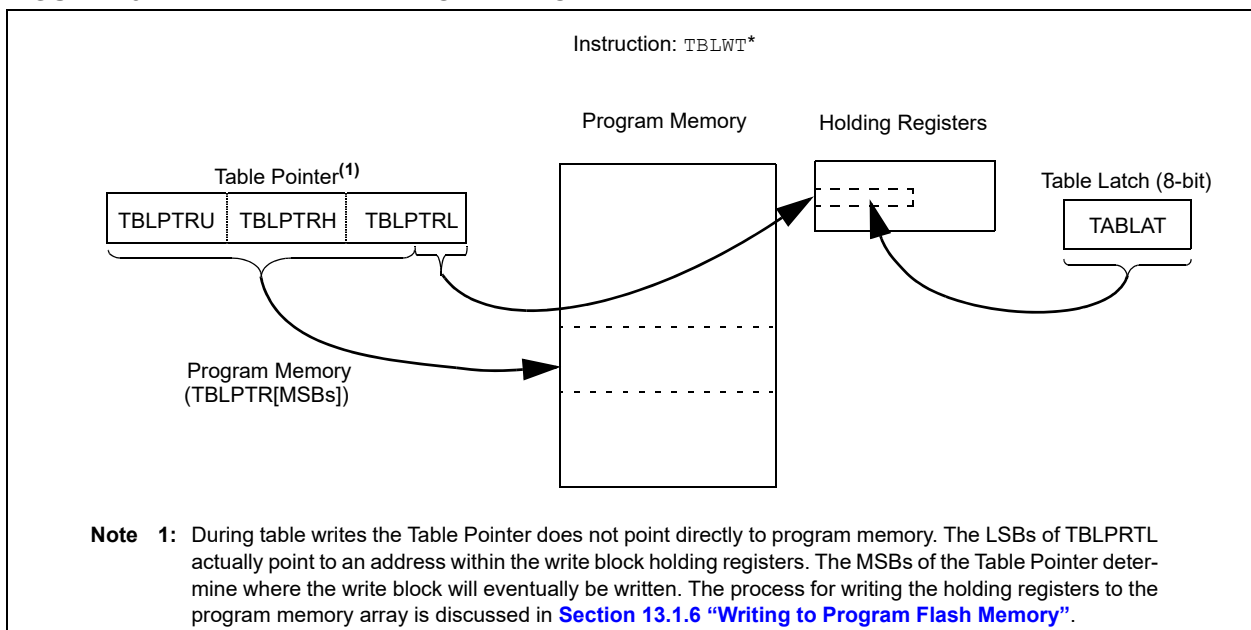 Instruction: TBLWT*
Program Memory
Holding Registers
Table Pointer(1)
Table Latch (8-bit)
TBLPTRU TBLPTRH TBLPTRL
TABLAT
Program Memory
(TBLPTR[MSBs])
Note 1: During table writes the Table Pointer does not point directly to program memory. The LSBs of TBLPRTL
actually point to an address within the write block holding registers. The MSBs of the Table Pointer deter-
mine where the write block will eventually be written. The process for writing the holding registers to the
program memory array is discussed in Section 13.1.6 “Writing to Program Flash Memory”.